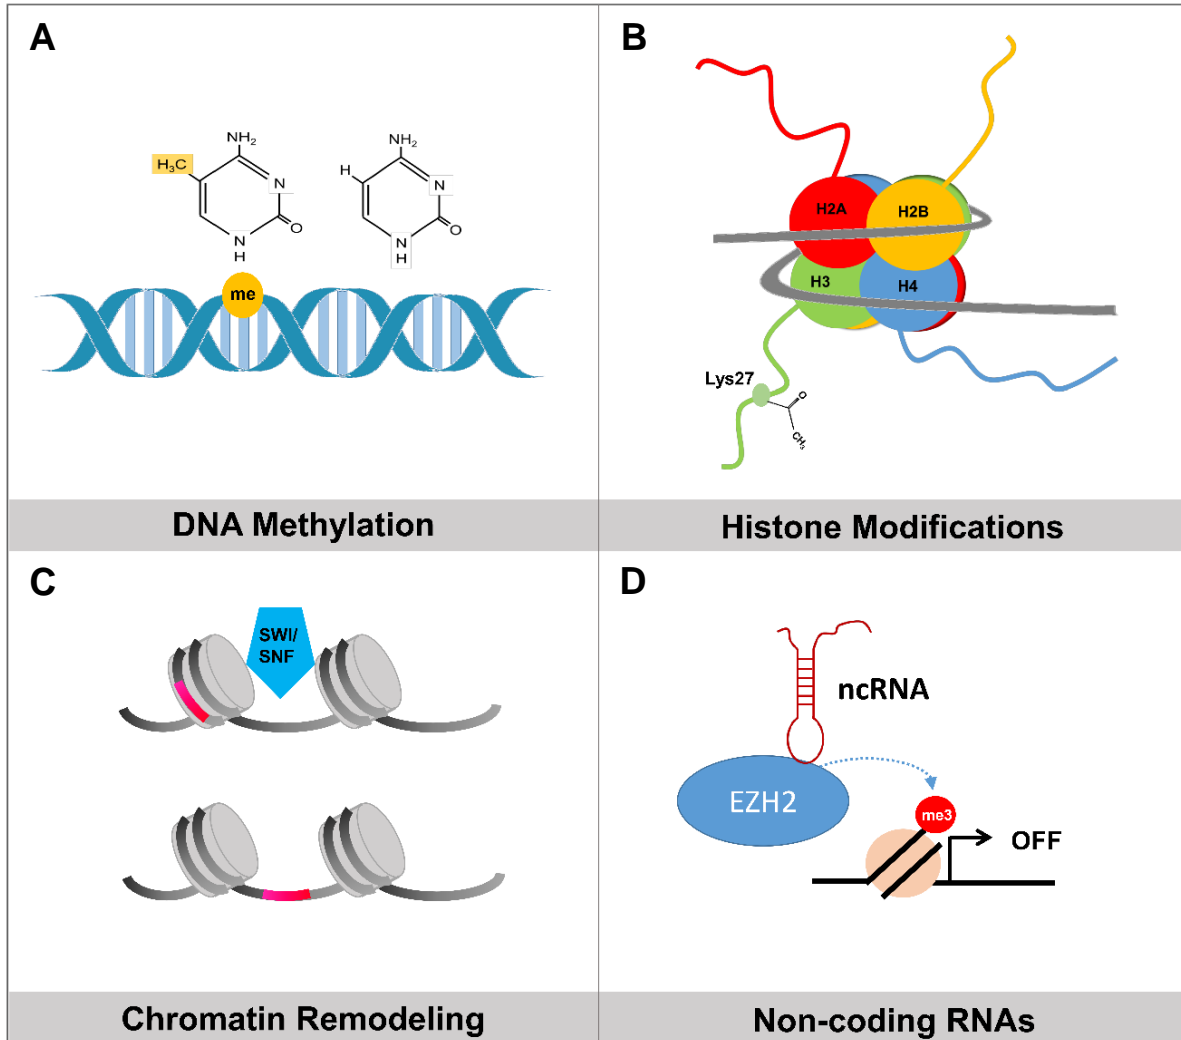 A
NH₂
H₃C
N
O
N
H
NH₂
H
N
O
N
H
me
DNA Methylation
B
H2A
H2B
H3
H4
Lys27
O
CH₃
Histone Modifications
C
SWI/
SNF
Chromatin Remodeling
D
ncRNA
EZH2
me3
OFF
Non-coding RNAs